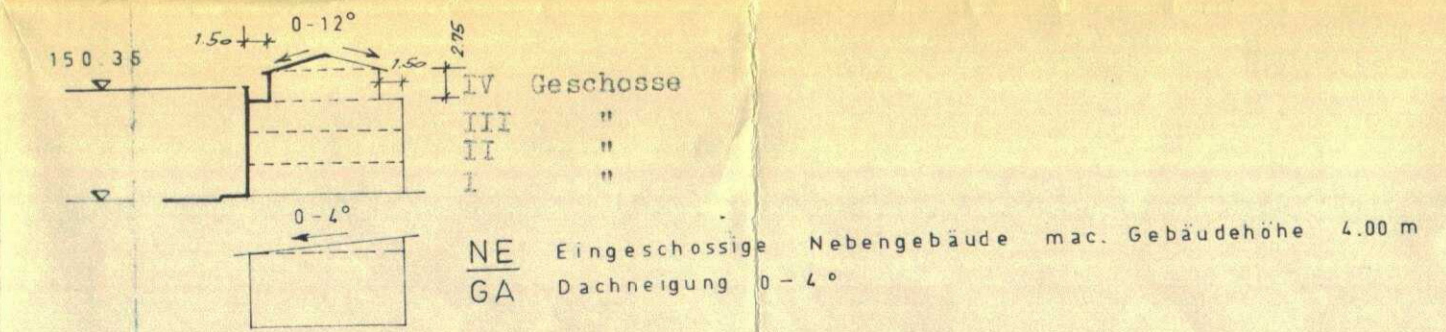 0-12°
1.50
150.35
1.50
2.75
IV Geschosse
III "
II "
I "
0-4°
NE Eingeschossige Nebengebäude mac. Gebäudehöhe 4.00 m
GA Dachneigung 0-4°